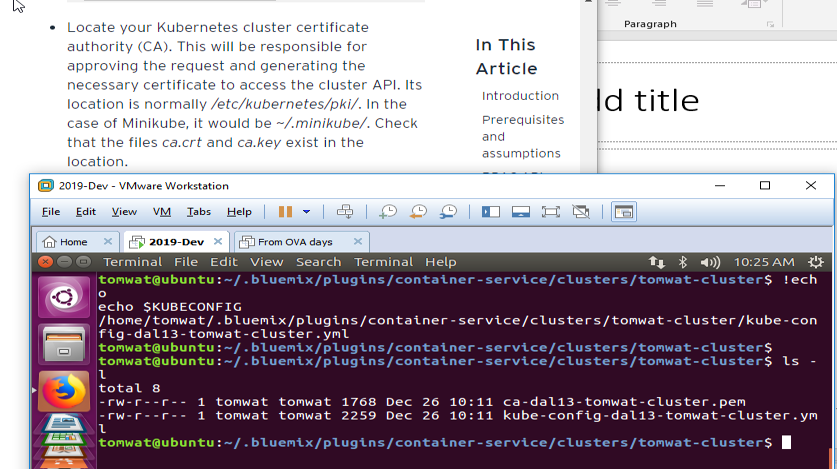 Paragraph
ld title
• Locate your Kubernetes cluster certificate
authority (CA). This will be responsible for
approving the request and generating the
necessary certificate to access the cluster API. Its
location is normally /etc/kubernetes/pki/. In the
case of Minikube, it would be ~/.minikube/. Check
that the files ca.crt and ca.key exist in the
location.
In This
Article
Introduction
Prerequisites
and
assumptions
2019-Dev - VMware Workstation
File Edit View VM Tabs Help
Home 2019-Dev From OVA days
Terminal File Edit View Search Terminal Help 10:25 AM
tomwat@ubuntu:~/.bluemix/plugins/container-service/clusters/tomwat-cluster$ !ech
o
echo $KUBECONFIG
/home/tomwat/.bluemix/plugins/container-service/clusters/tomwat-cluster/kube-con
fig-dal13-tomwat-cluster.yml
tomwat@ubuntu:~/.bluemix/plugins/container-service/clusters/tomwat-cluster$
tomwat@ubuntu:~/.bluemix/plugins/container-service/clusters/tomwat-cluster$ ls -
l
total 8
-rw-r--r-- 1 tomwat tomwat 1768 Dec 26 10:11 ca-dal13-tomwat-cluster.pem
-rw-r--r-- 1 tomwat tomwat 2259 Dec 26 10:11 kube-config-dal13-tomwat-cluster.ym
l
tomwat@ubuntu:~/.bluemix/plugins/container-service/clusters/tomwat-cluster$